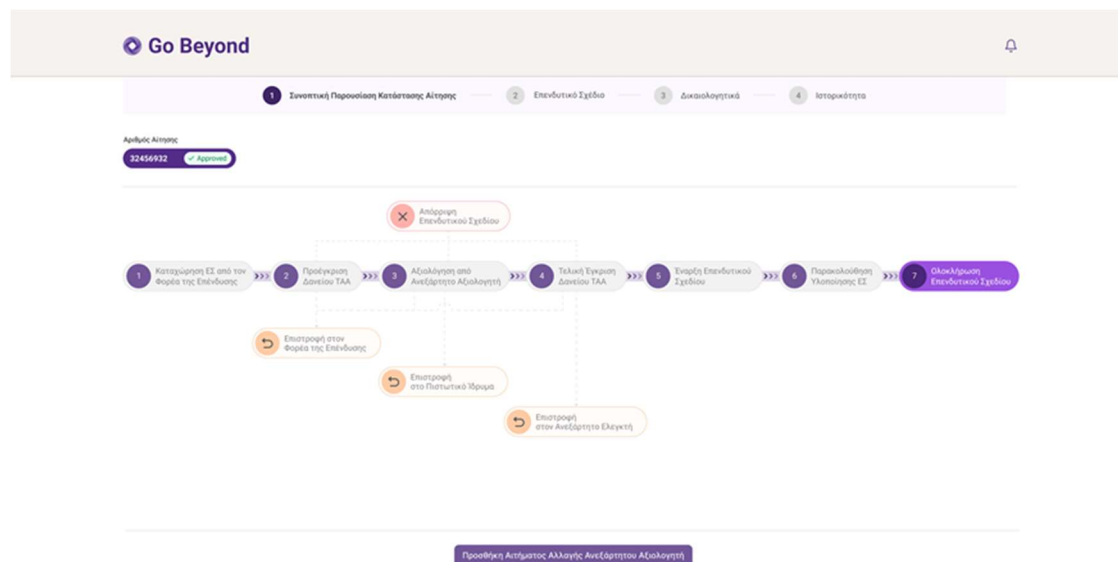 Go Beyond
1 Συνοπτική Παρουσίαση Κατάστασης Αίτησης 2 Επενδυτικό Σχέδιο 3 Δικαιολογητικά 4 Ιστορικότητα
Αριθμός Αίτησης
32456932 Approved
Απόρριψη
Επενδυτικού Σχεδίου
1 Καταχώρηση ΕΣ από τον
Φορέα της Επένδυσης
2 Προέγκριση
Δανείου ΤΑΑ
3 Αξιολόγηση από
Ανεξάρτητο Αξιολογητή
4 Τελική Έγκριση
Δανείου ΤΑΑ
5 Έναρξη Επενδυτικού
Σχεδίου
6 Παρακολούθηση
Υλοποίησης ΕΣ
7 Ολοκλήρωση
Επενδυτικού Σχεδίου
Επιστροφή στον
Φορέα της Επένδυσης
Επιστροφή
στο Πιστωτικό Ίδρυμα
Επιστροφή
στον Ανεξάρτητο Ελεγκτή
Προσθήκη Αιτήματος Αλλαγής Ανεξάρτητου Αξιολογητή